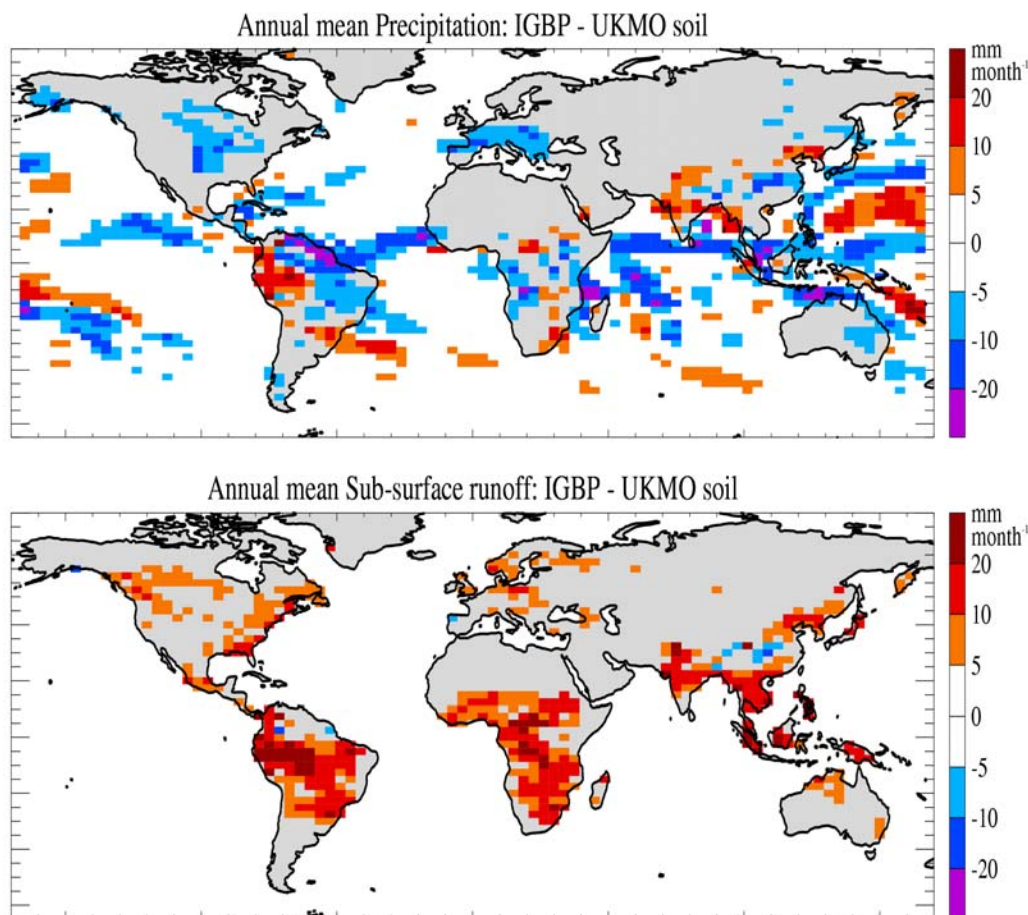 Annual mean Precipitation: IGBP - UKMO soil
mm
month⁻¹
20
10
5
0
-5
-10
-20
Annual mean Sub-surface runoff: IGBP - UKMO soil
mm
month⁻¹
20
10
5
0
-5
-10
-20